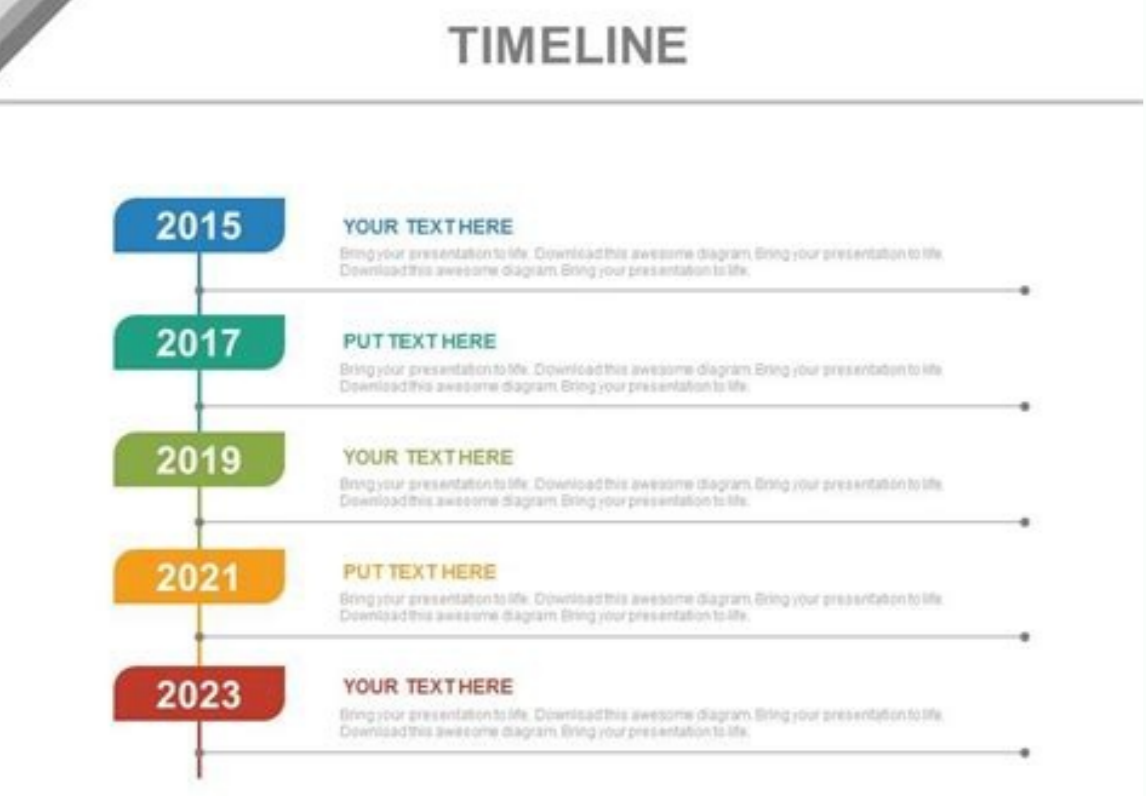 TIMELINE
2015
YOUR TEXT HERE
Bring your presentation to life. Download this awesome diagram. Bring your presentation to life.
Download this awesome diagram. Bring your presentation to life.
2017
PUT TEXT HERE
Bring your presentation to life. Download this awesome diagram. Bring your presentation to life.
Download this awesome diagram. Bring your presentation to life.
2019
YOUR TEXT HERE
Bring your presentation to life. Download this awesome diagram. Bring your presentation to life.
Download this awesome diagram. Bring your presentation to life.
2021
PUT TEXT HERE
Bring your presentation to life. Download this awesome diagram. Bring your presentation to life.
Download this awesome diagram. Bring your presentation to life.
2023
YOUR TEXT HERE
Bring your presentation to life. Download this awesome diagram. Bring your presentation to life.
Download this awesome diagram. Bring your presentation to life.